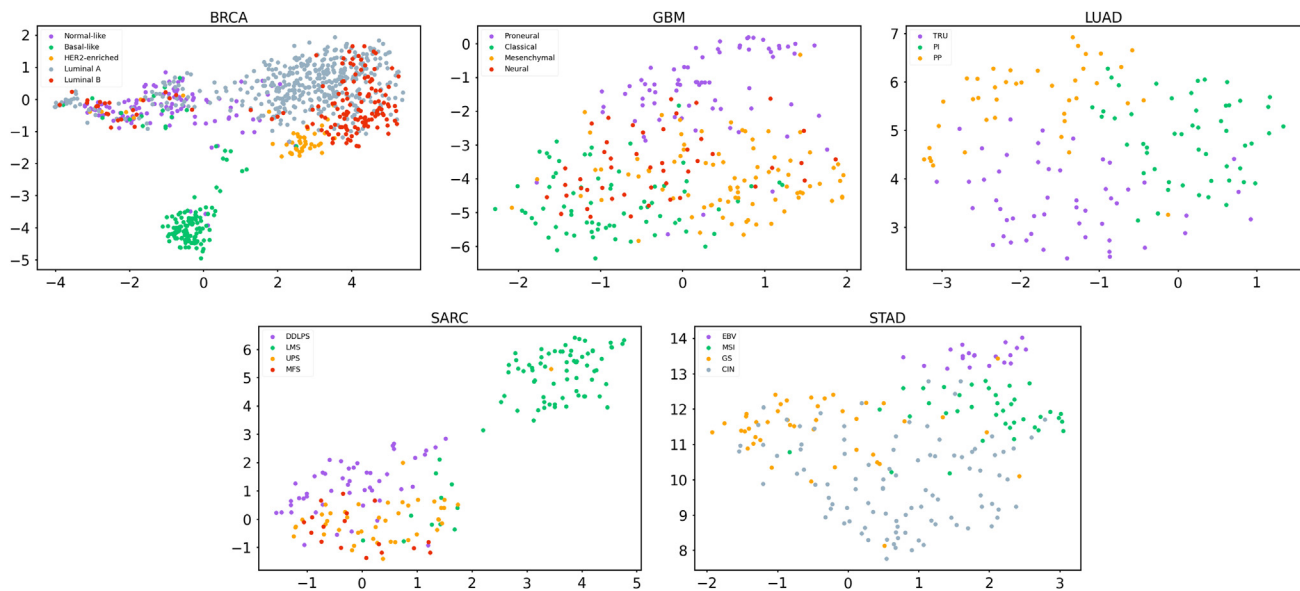 BRCA
Normal-like
Basal-like
HER2-enriched
Luminal A
Luminal B
2
1
0
−1
−2
−3
−4
−5
−4 −2 0 2 4
GBM
Proneural
Classical
Mesenchymal
Neural
0
−1
−2
−3
−4
−5
−6
−2 −1 0 1 2
LUAD
TRU
PI
PP
7
6
5
4
3
−3 −2 −1 0 1
SARC
DDLPS
LMS
UPS
MFS
6
5
4
3
2
1
0
−1
−1 0 1 2 3 4 5
STAD
EBV
MSI
GS
CIN
14
13
12
11
10
9
8
−2 −1 0 1 2 3